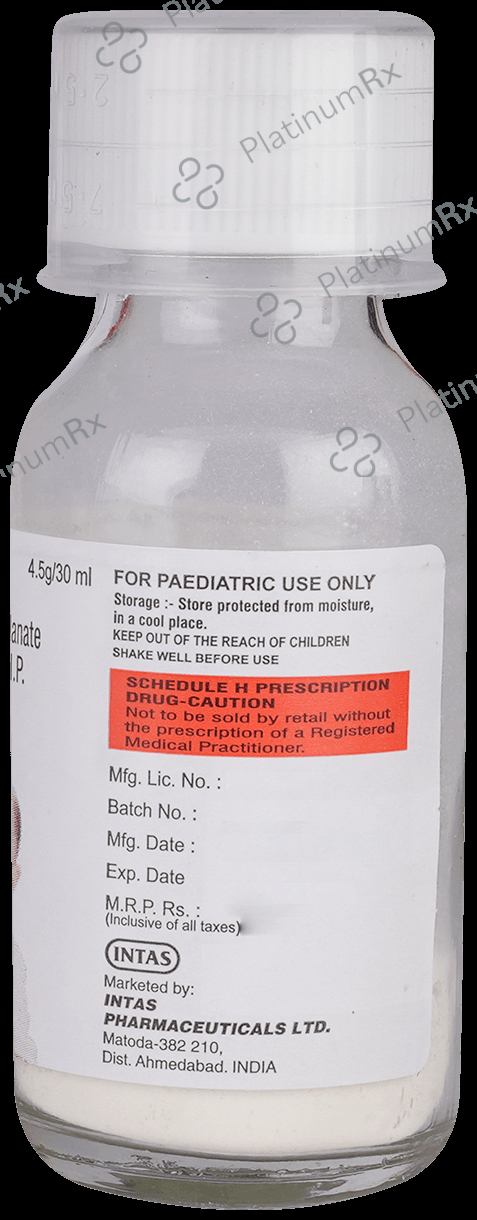 PlatinumRx
PlatinumRx
PlatinumRx
4.5g/30 ml
I.P.
FOR PAEDIATRIC USE ONLY
Storage :- Store protected from moisture,
in a cool place.
KEEP OUT OF THE REACH OF CHILDREN
SHAKE WELL BEFORE USE
SCHEDULE H PRESCRIPTION
DRUG-CAUTION
Not to be sold by retail without
the prescription of a Registered
Medical Practitioner.
Mfg. Lic. No. :
Batch No. :
Mfg. Date :
Exp. Date
M.R.P. Rs. :
(Inclusive of all taxes)
INTAS
Marketed by:
INTAS
PHARMACEUTICALS LTD.
Matoda-382 210,
Dist. Ahmedabad. INDIA